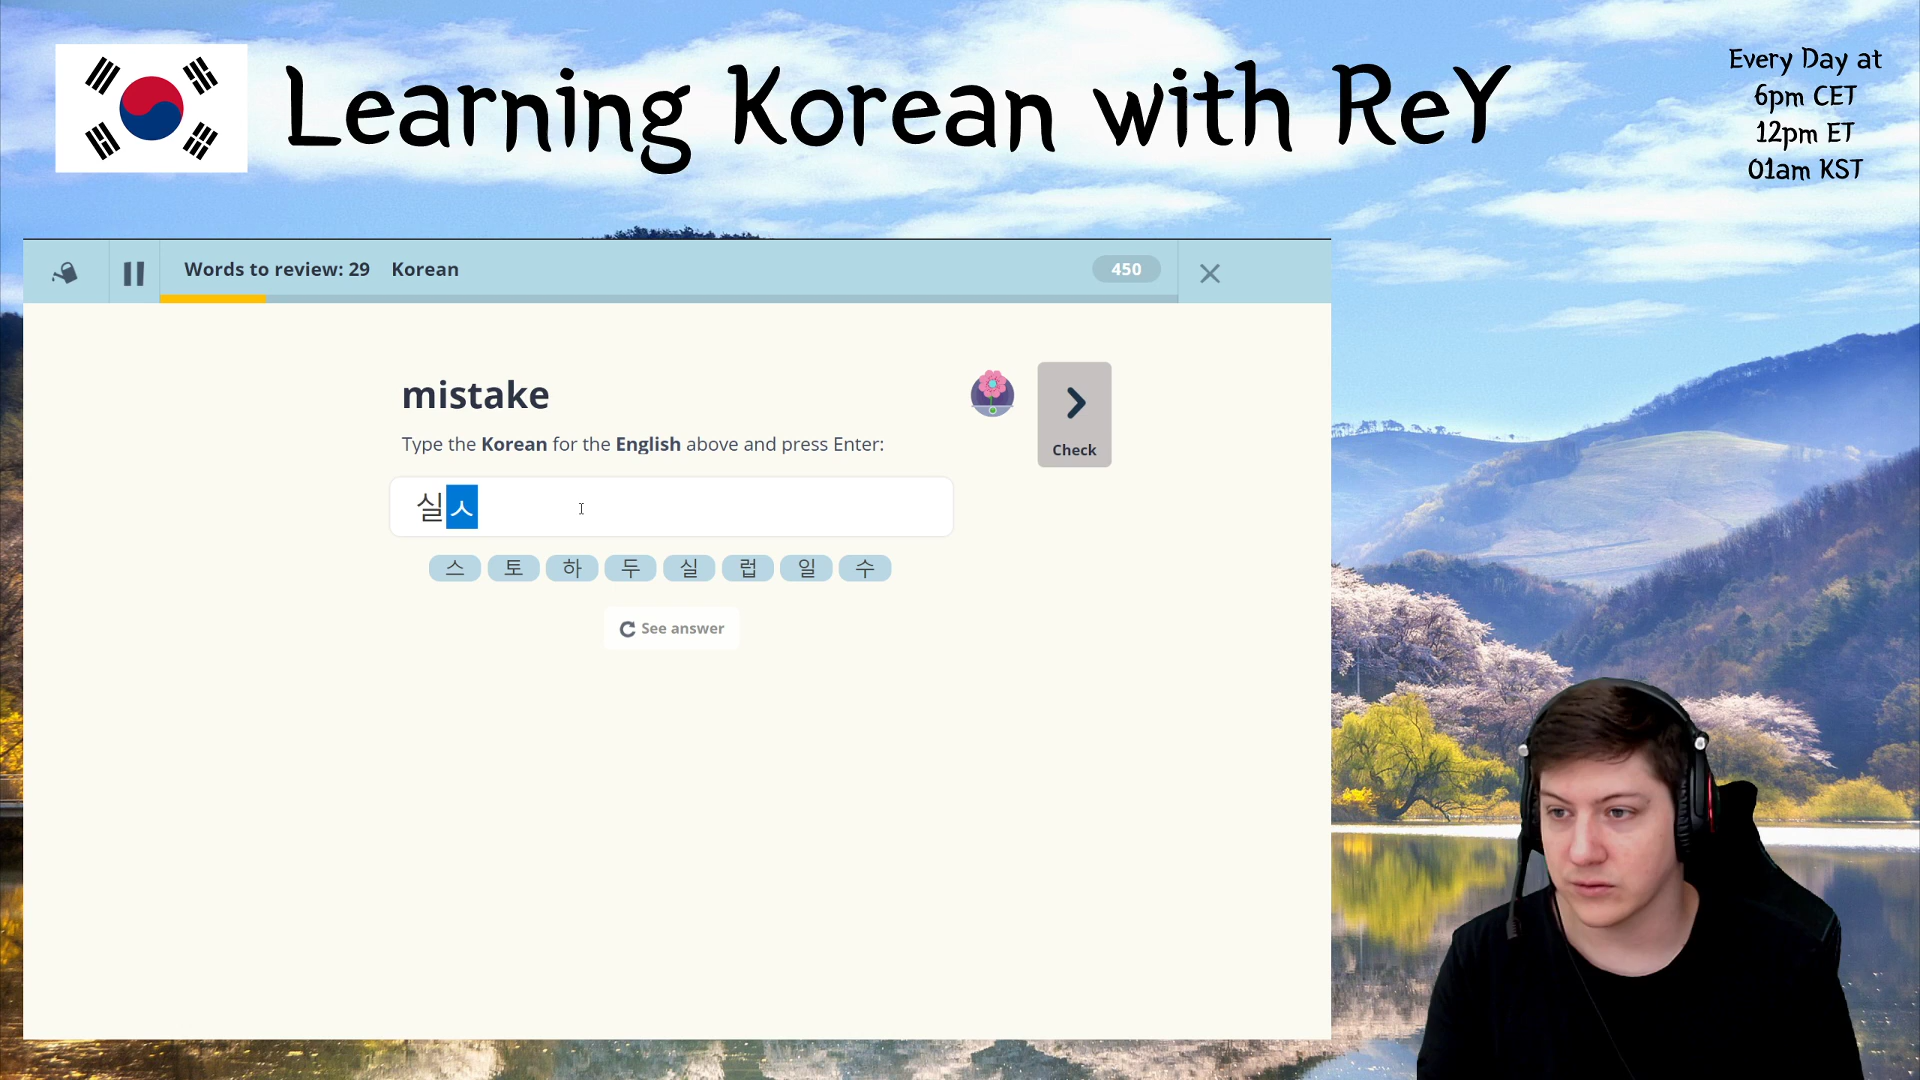 Learning Korean with ReY
Every Day at
6pm CET
12pm ET
01am KST
Words to review: 29 Korean
450
mistake
Type the Korean for the English above and press Enter:
Check
실ㅅ
스 토 하 두 실 럽 일 수
See answer